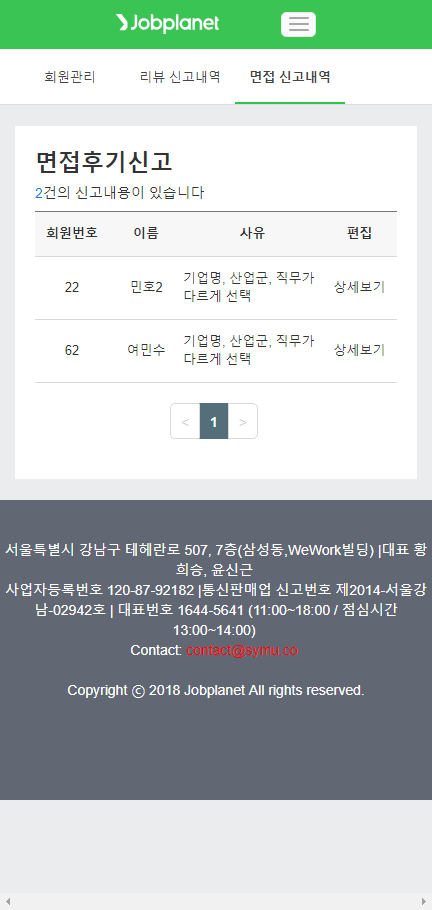 Jobplanet
회원관리 리뷰 신고내역 면접 신고내역
면접후기신고
2건의 신고내용이 있습니다
회원번호 이름 사유 편집
22 민호2 기업명, 산업군, 직무가 다르게 선택 상세보기
62 여민수 기업명, 산업군, 직무가 다르게 선택 상세보기
< 1 >
서울특별시 강남구 테헤란로 507, 7층(삼성동,WeWork빌딩) |대표 황
희승, 윤신근
사업자등록번호 120-87-92182 |통신판매업 신고번호 제2014-서울강
남-02942호 | 대표번호 1644-5641 (11:00~18:00 / 점심시간
13:00~14:00)
Contact: contact@symu.co
Copyright ⓒ 2018 Jobplanet All rights reserved.